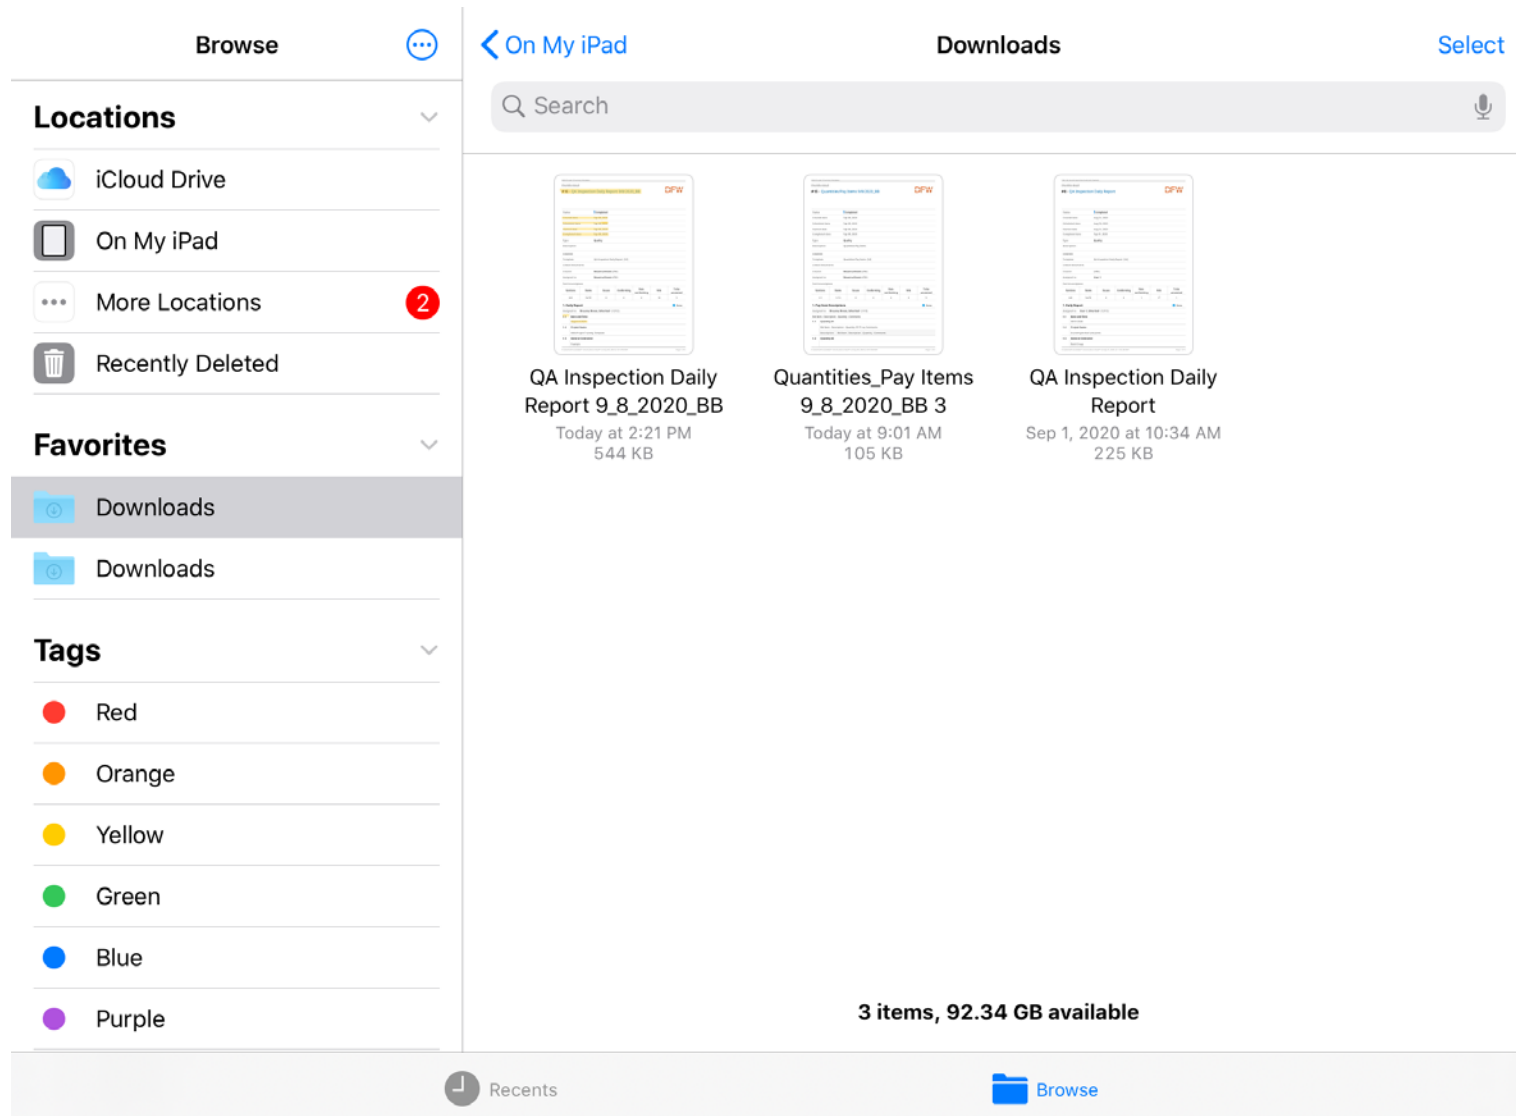 Browse
Locations
iCloud Drive
On My iPad
More Locations
2
Recently Deleted
Favorites
Downloads
Downloads
Tags
Red
Orange
Yellow
Green
Blue
Purple
On My iPad
Downloads
Select
Search
DFW
DFW
DFW
QA Inspection Daily
Report 9_8_2020_BB
Today at 2:21 PM
544 KB
Quantities_Pay Items
9_8_2020_BB 3
Today at 9:01 AM
105 KB
QA Inspection Daily
Report
Sep 1, 2020 at 10:34 AM
225 KB
3 items, 92.34 GB available
Recents
Browse